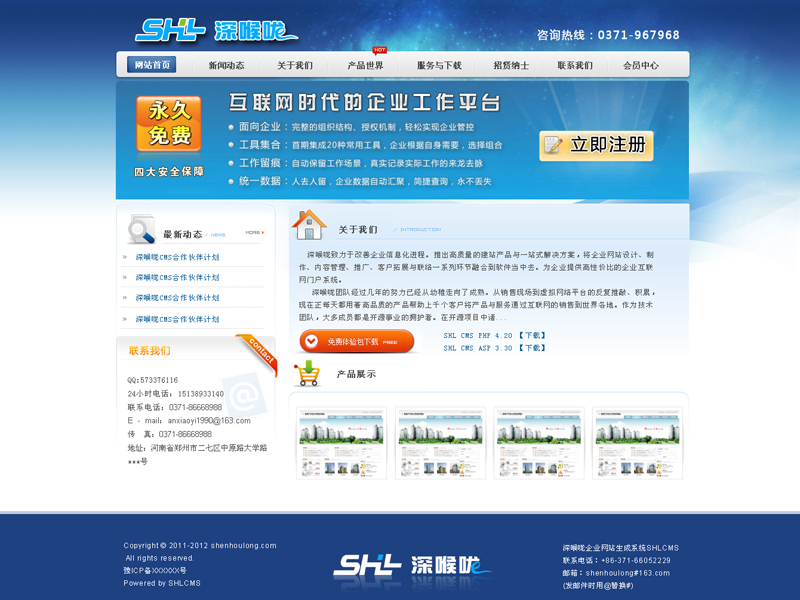 SHL 深喉咙
咨询热线：0371-967968
HOT
网站首页 新闻动态 关于我们 产品世界 服务与下载 招贤纳士 联系我们 会员中心
永久
免费
四大安全保障
互联网时代的企业工作平台
面向企业：完整的组织结构、授权机制，轻松实现企业管控
工具集合：首期集成20种常用工具，企业根据自身需要，选择组合
工作留痕：自动保留工作场景，真实记录实际工作的来龙去脉
统一数据：人去人留，企业数据自动汇聚，简捷查询，永不丢失
立即注册
最新动态 / NEWS MORE
深喉咙CMS合作伙伴计划
深喉咙CMS合作伙伴计划
深喉咙CMS合作伙伴计划
深喉咙CMS合作伙伴计划
联系我们
contact
QQ:573376116
24小时电话：15138933140
联系电话：0371-86668988
E - mail：anxiaoyi1990@163.com
传 真：0371-86668988
地址：河南省郑州市二七区中原路大学路
***号
关于我们 / INTRODUCTION
深喉咙致力于改善企业信息化进程。推出高质量的建站产品与一站式解决方案，将企业网站设计、制
作、内容管理、推广、客户拓展与联络一系列环节融合到软件当中去。为企业提供高性价比的企业互联
网门户系统。
深喉咙团队经过几年的努力已经从幼稚走向了成熟。从销售现场到虚拟网络平台的反复推敲、积累，
现在正每天都用着高品质的产品帮助上千个客户将产品与服务通过互联网的销售到世界各地。作为技术
团队，大多成员都是开源事业的拥护者。在开源项目中诸...
免费体验包下载 FREE
SHL CMS PHP 4.20 【下载】
SHL CMS ASP 3.30 【下载】
产品展示
Copyright © 2011-2012 shenhoulong.com
All rights reserved.
豫ICP备XXXXXX号
Powered by SHLCMS
SHL 深喉咙
深喉咙企业网站生成系统SHLCMS
联系电话：+86-371-66052229
邮箱：shenhoulong#163.com
(发邮件时用@替换#)